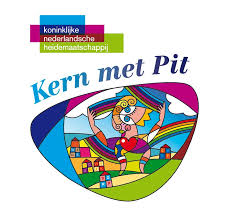 koninklijke
nederlandsche
heidemaatschappij
Kern met Pit